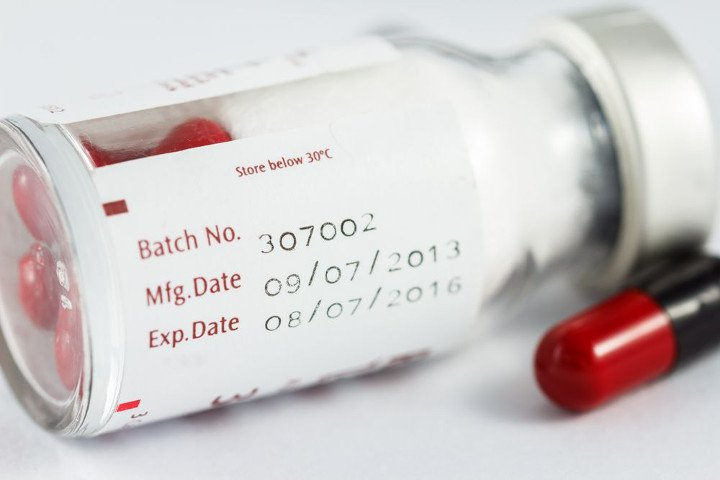 Store below 30°C
Batch No. 307002
Mfg.Date 09/07/2013
Exp.Date 08/07/2016